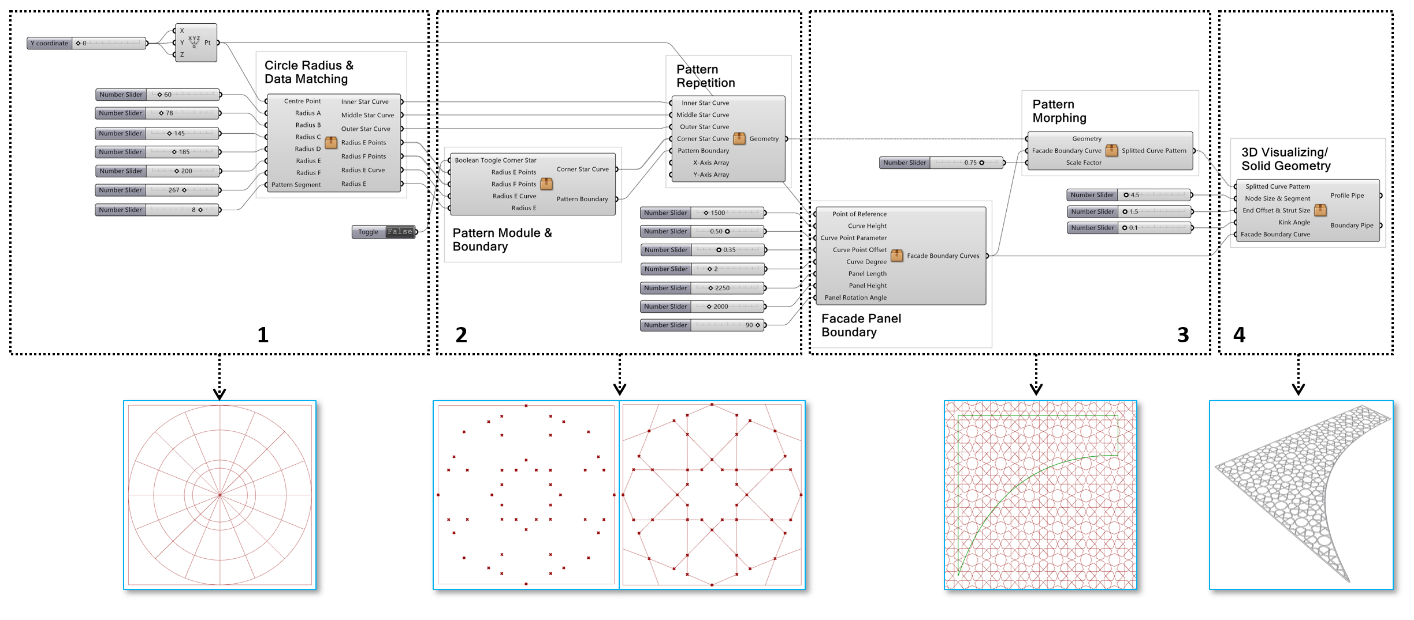 Y coordinate
0
X
Y
Z
X Y Z
Pt
Circle Radius &
Data Matching
Number Slider
60
Number Slider
78
Number Slider
145
Number Slider
185
Number Slider
200
Number Slider
267
Number Slider
8
Centre Point
Radius A
Radius B
Radius C
Radius D
Radius E
Radius F
Pattern Segment
Inner Star Curve
Middle Star Curve
Outer Star Curve
Radius E Points
Radius F Points
Radius E Curve
Radius E
Toggle
False
1
Boolean Toogle Corner Star
Radius E Points
Radius F Points
Radius E Curve
Radius E
Corner Star Curve
Pattern Boundary
Pattern Module &
Boundary
Pattern
Repetition
Inner Star Curve
Middle Star Curve
Outer Star Curve
Corner Star Curve
Pattern Boundary
X-Axis Array
Y-Axis Array
Geometry
Number Slider
1500
Number Slider
0.50
Number Slider
0.35
Number Slider
2
Number Slider
2250
Number Slider
2000
Number Slider
90
2
Point of Reference
Curve Height
Curve Point Parameter
Curve Point Offset
Curve Degree
Panel Length
Panel Height
Panel Rotation Angle
Facade Boundary Curves
Facade Panel
Boundary
Number Slider
0.75
Pattern
Morphing
Geometry
Facade Boundary Curve
Scale Factor
Splitted Curve Pattern
Number Slider
4.5
Number Slider
1.5
Number Slider
0.1
3
3D Visualizing/
Solid Geometry
Splitted Curve Pattern
Node Size & Segment
End Offset & Strut Size
Kink Angle
Facade Boundary Curve
Profile Pipe
Boundary Pipe
4